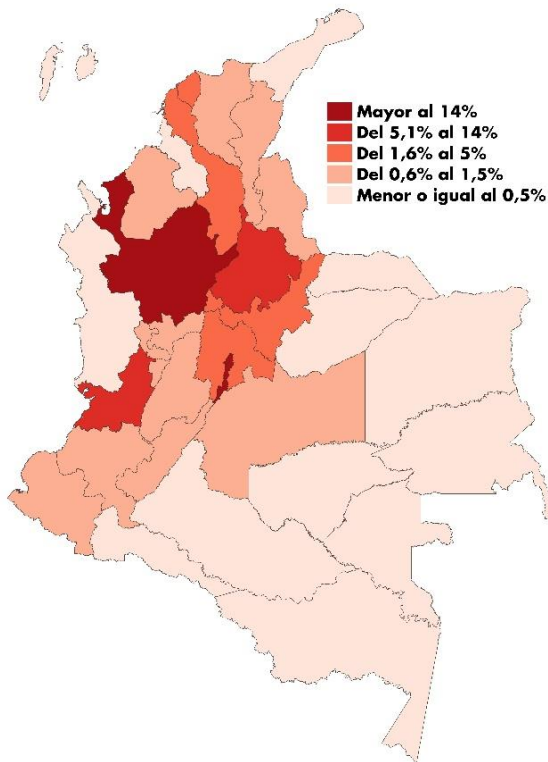 Mayor al 14%
Del 5,1% al 14%
Del 1,6% al 5%
Del 0,6% al 1,5%
Menor o igual al 0,5%